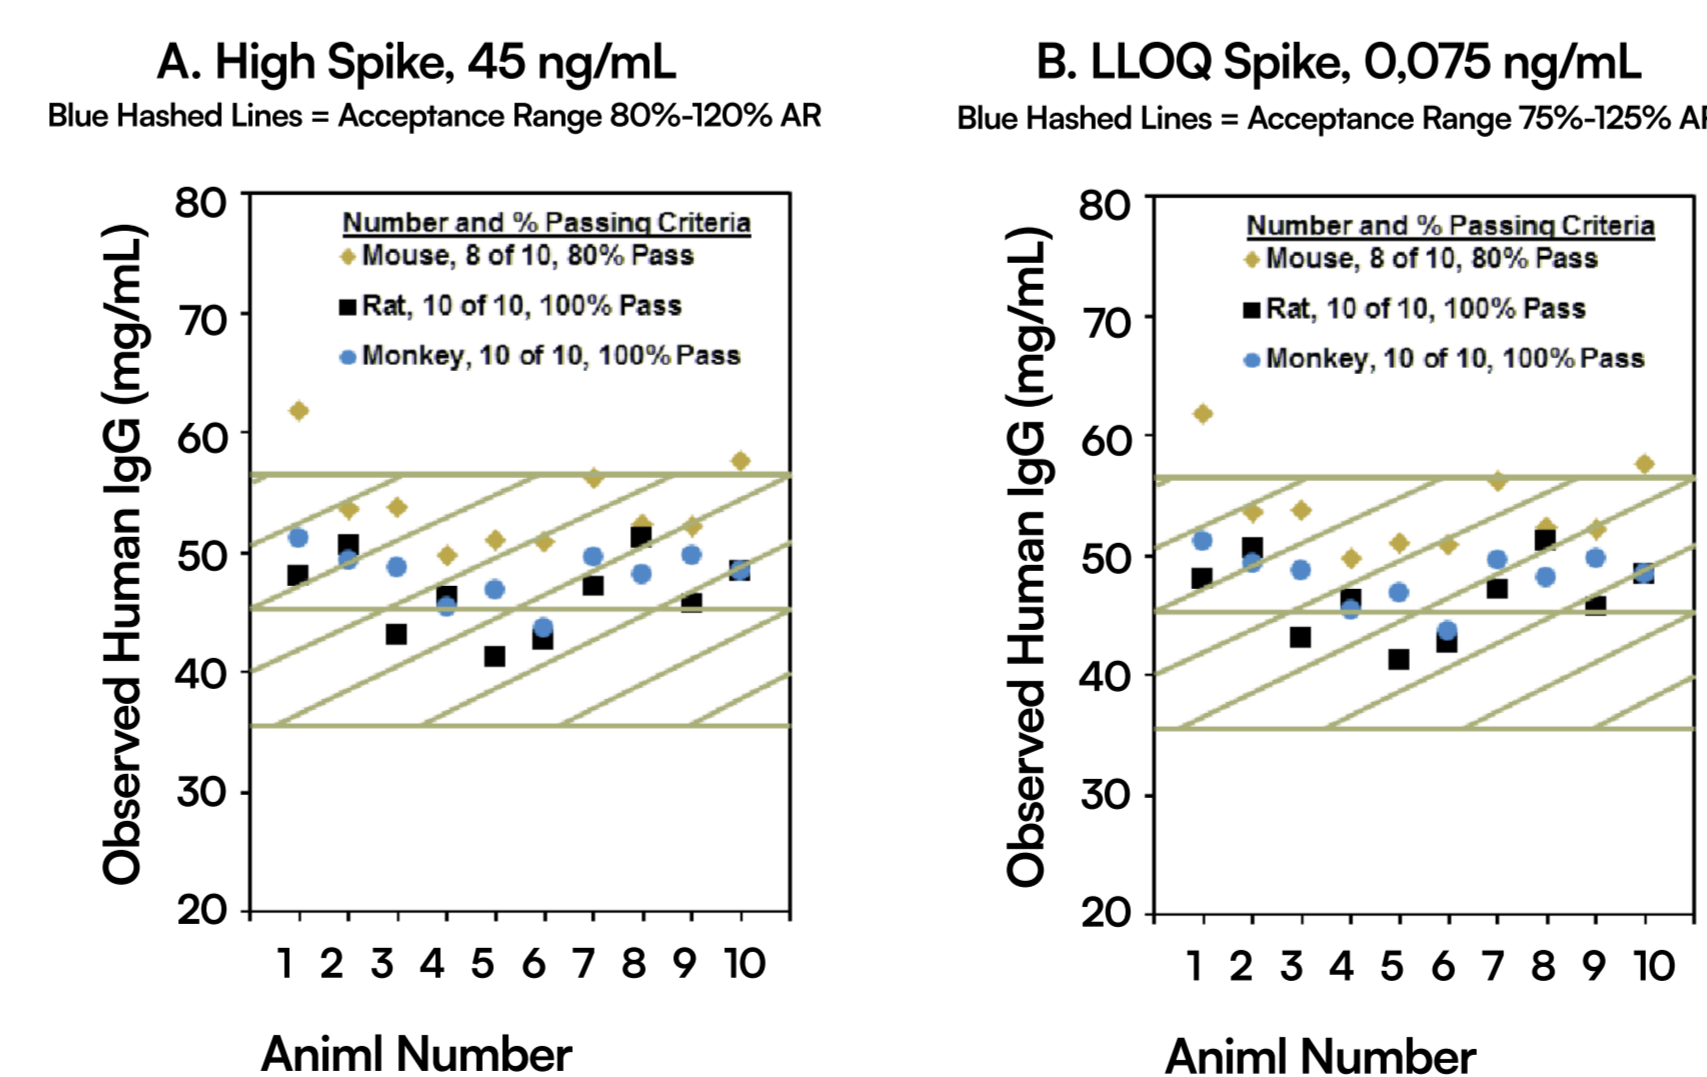 A. High Spike, 45 ng/mL
Blue Hashed Lines = Acceptance Range 80%-120% AR
Observed Human IgG (mg/mL)
80
70
60
50
40
30
20
Number and % Passing Criteria
Mouse, 8 of 10, 80% Pass
Rat, 10 of 10, 100% Pass
Monkey, 10 of 10, 100% Pass
1 2 3 4 5 6 7 8 9 10
Animl Number
B. LLOQ Spike, 0,075 ng/mL
Blue Hashed Lines = Acceptance Range 75%-125% AR
Observed Human IgG (mg/mL)
80
70
60
50
40
30
20
Number and % Passing Criteria
Mouse, 8 of 10, 80% Pass
Rat, 10 of 10, 100% Pass
Monkey, 10 of 10, 100% Pass
1 2 3 4 5 6 7 8 9 10
Animl Number